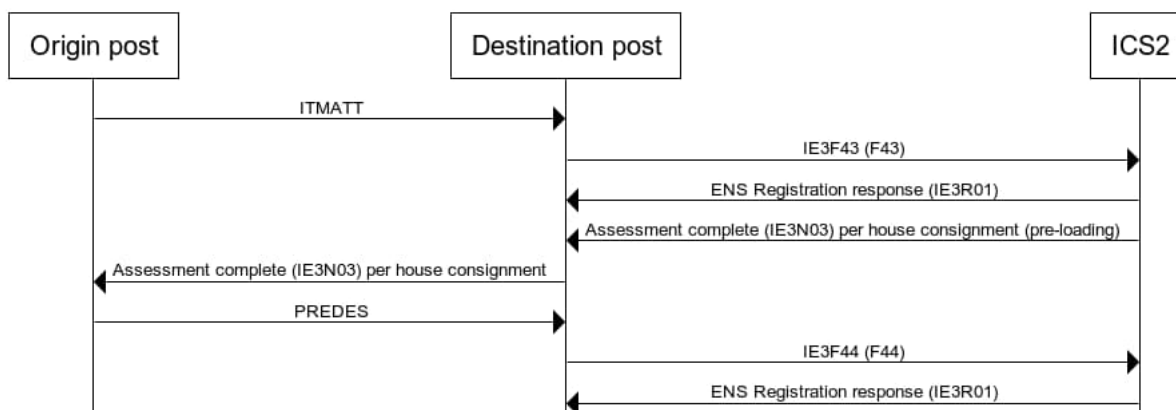 Origin post
Destination post
ICS2
ITMATT
IE3F43 (F43)
ENS Registration response (IE3R01)
Assessment complete (IE3N03) per house consignment (pre-loading)
Assessment complete (IE3N03) per house consignment
PREDES
IE3F44 (F44)
ENS Registration response (IE3R01)